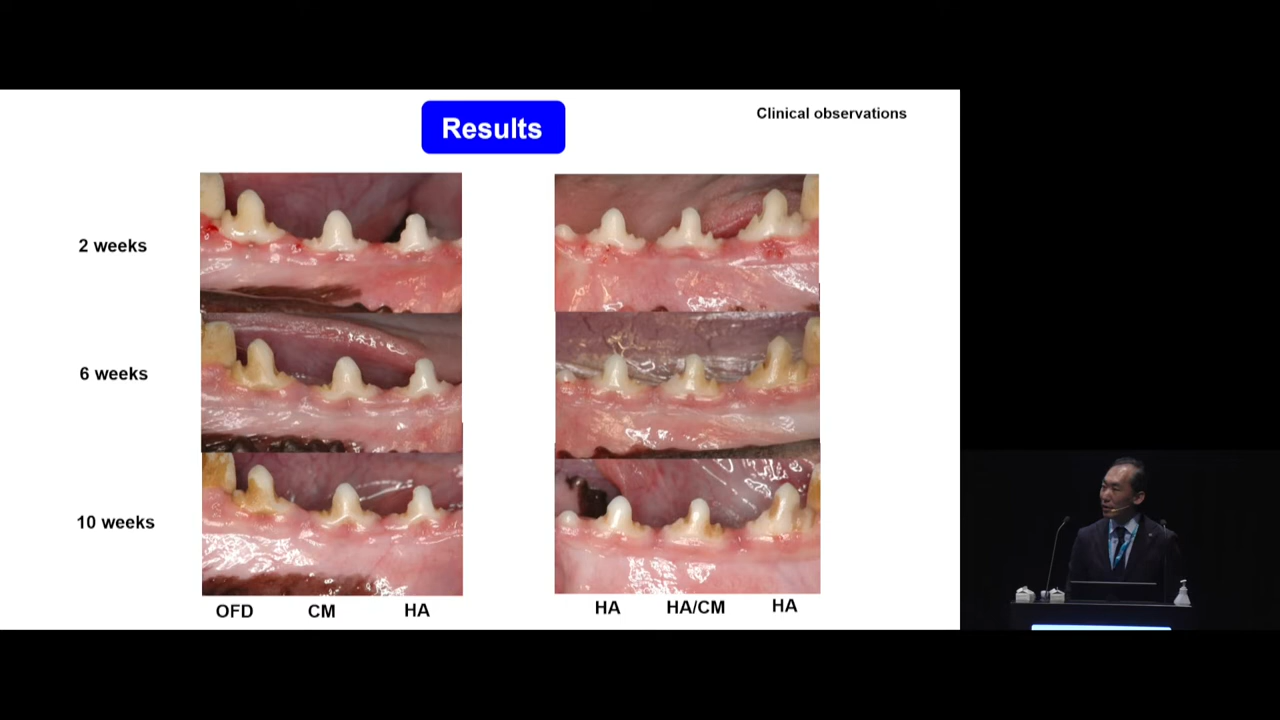 Results
Clinical observations
2 weeks
6 weeks
10 weeks
OFD CM HA
HA HA/CM HA